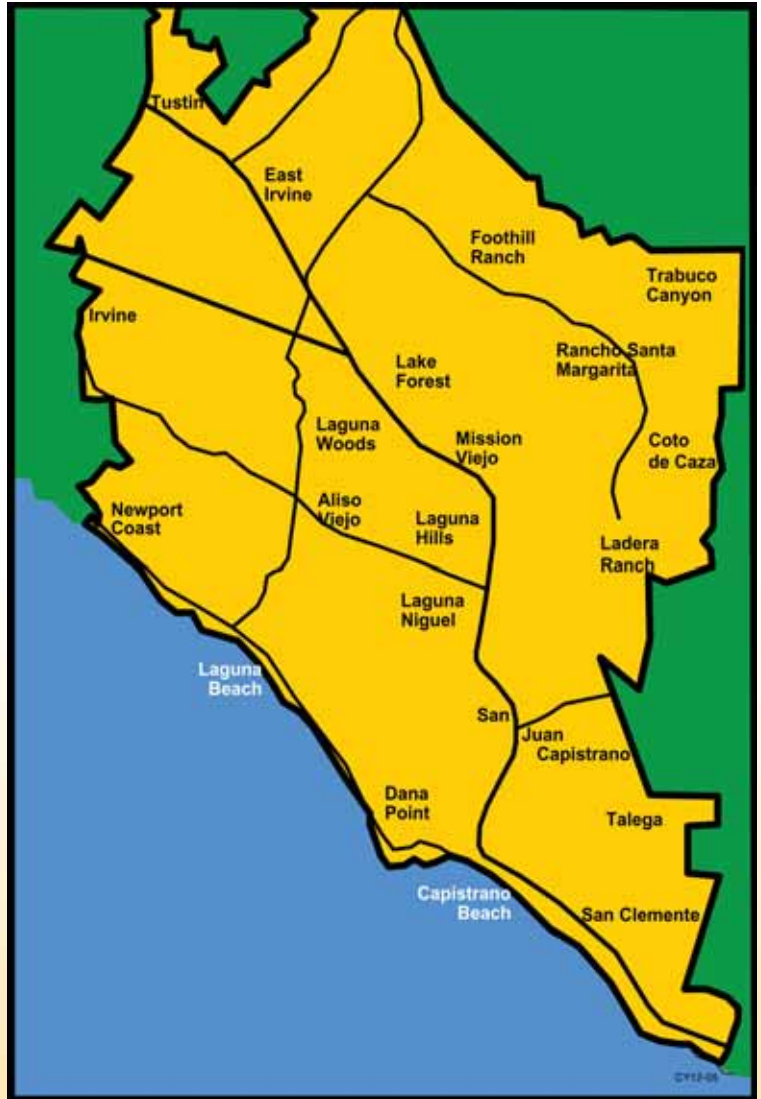 Tustin
East
Irvine
Foothill
Ranch
Trabuco
Canyon
Irvine
Rancho Santa
Margarita
Lake
Forest
Laguna
Woods
Mission
Viejo
Coto
de Caza
Aliso
Viejo
Newport
Coast
Laguna
Hills
Ladera
Ranch
Laguna
Niguel
Laguna
Beach
San
Juan
Capistrano
Dana
Point
Talega
Capistrano
Beach
San Clemente